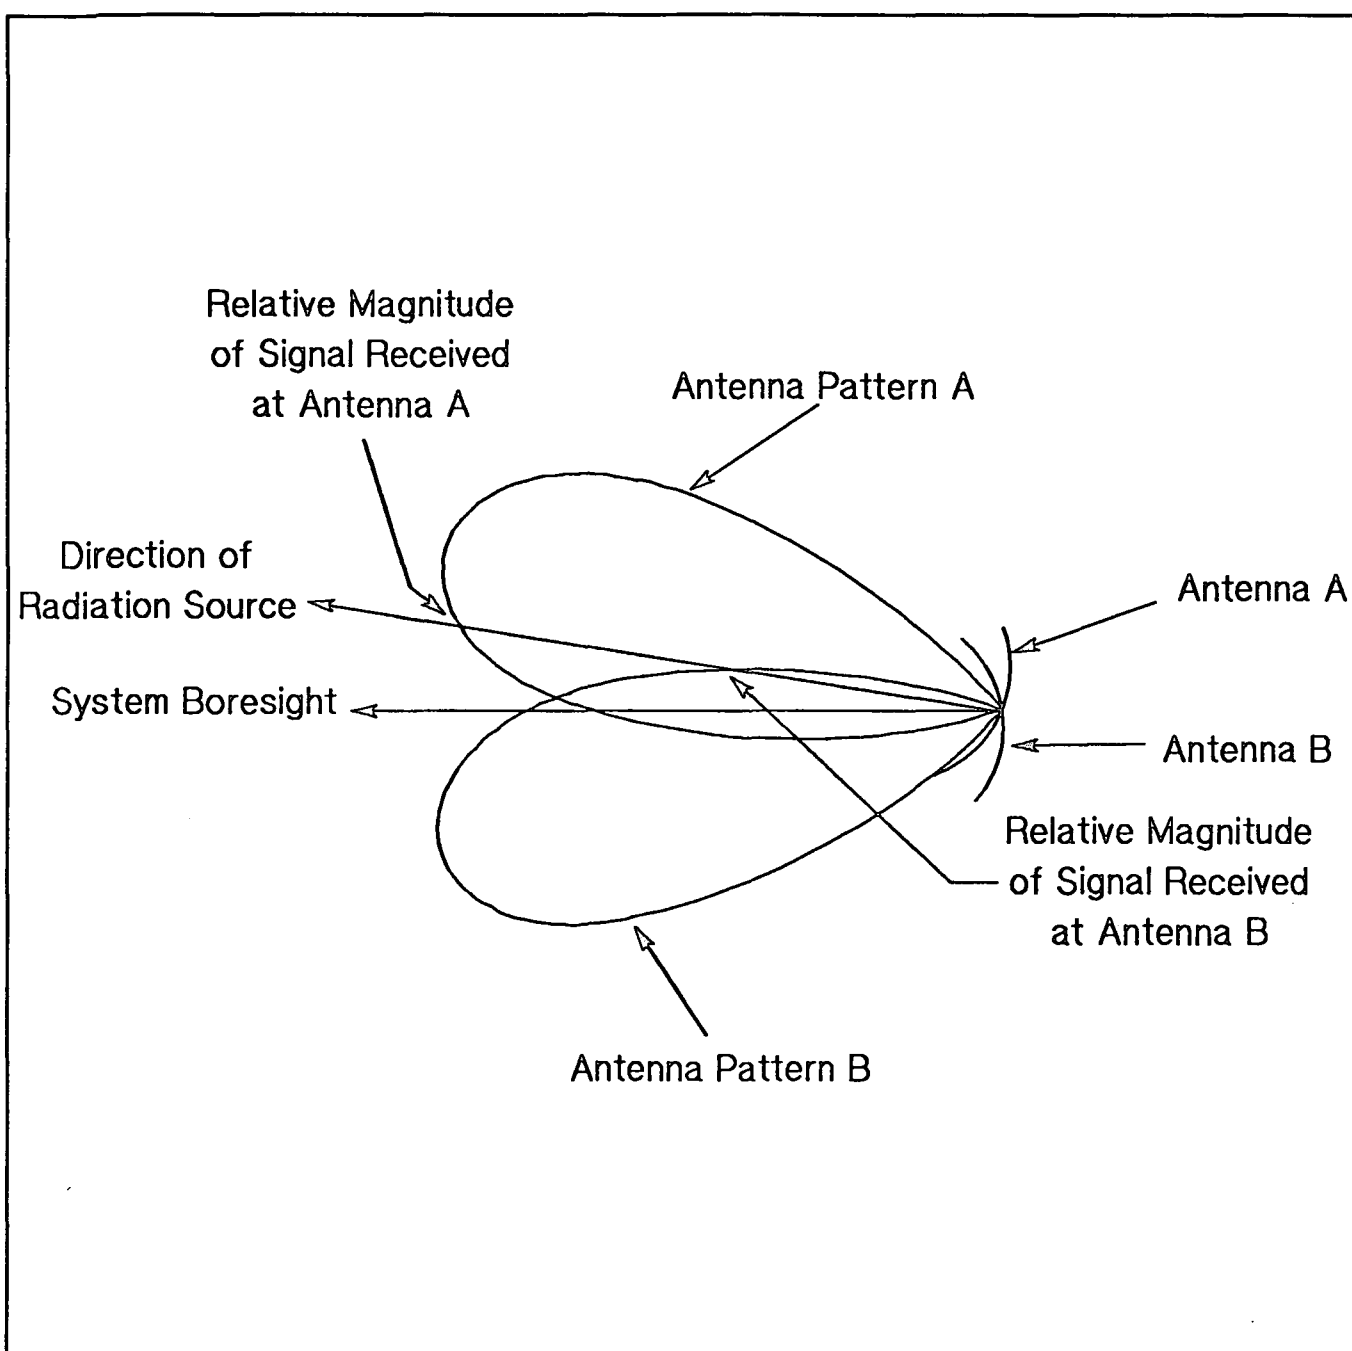 Relative Magnitude
of Signal Received
at Antenna A
Antenna Pattern A
Direction of
Radiation Source
Antenna A
System Boresight
Antenna B
Relative Magnitude
of Signal Received
at Antenna B
Antenna Pattern B